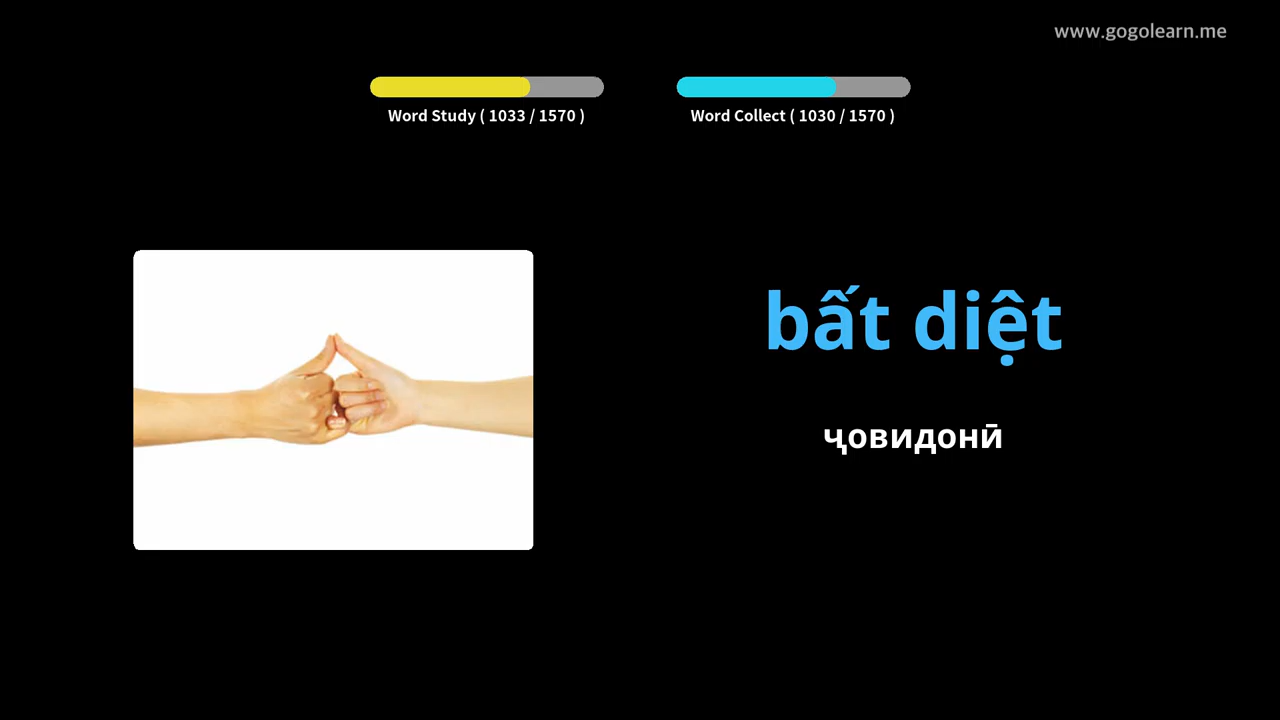 www.gogolearn.me
Word Study ( 1033 / 1570 )
Word Collect ( 1030 / 1570 )
bất diệt
ҷовидонӣ